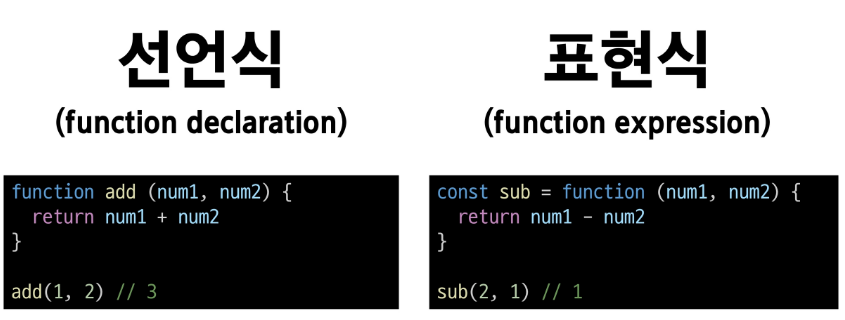 선언식
(function declaration)
function add (num1, num2) {
  return num1 + num2
}
add(1, 2) // 3
표현식
(function expression)
const sub = function (num1, num2) {
  return num1 - num2
}
sub(2, 1) // 1